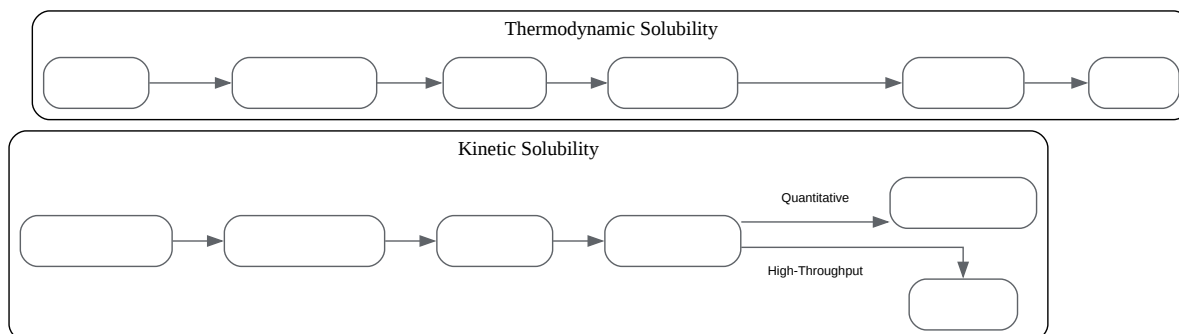 Thermodynamic Solubility
Kinetic Solubility
Quantitative
High-Throughput